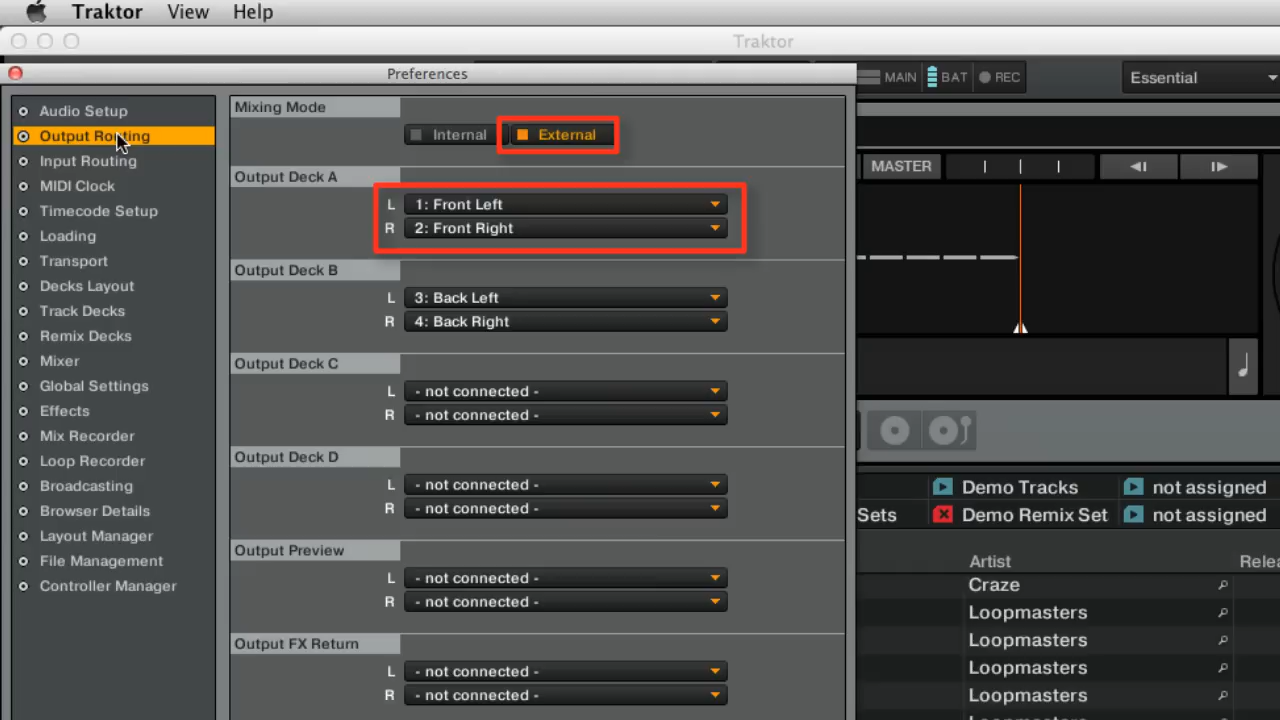 Traktor View Help
Traktor
Preferences
MAIN BAT REC
Essential
Audio Setup
Output Routing
Input Routing
MIDI Clock
Timecode Setup
Loading
Transport
Decks Layout
Track Decks
Remix Decks
Mixer
Global Settings
Effects
Mix Recorder
Loop Recorder
Broadcasting
Browser Details
Layout Manager
File Management
Controller Manager
Mixing Mode
Internal External
Output Deck A
L 1: Front Left
R 2: Front Right
Output Deck B
L 3: Back Left
R 4: Back Right
Output Deck C
L - not connected -
R - not connected -
Output Deck D
L - not connected -
R - not connected -
Output Preview
L - not connected -
R - not connected -
Output FX Return
L - not connected -
R - not connected -
MASTER
Demo Tracks not assigned
Sets Demo Remix Set not assigned
Artist Relea
Craze
Loopmasters
Loopmasters
Loopmasters
Loopmasters